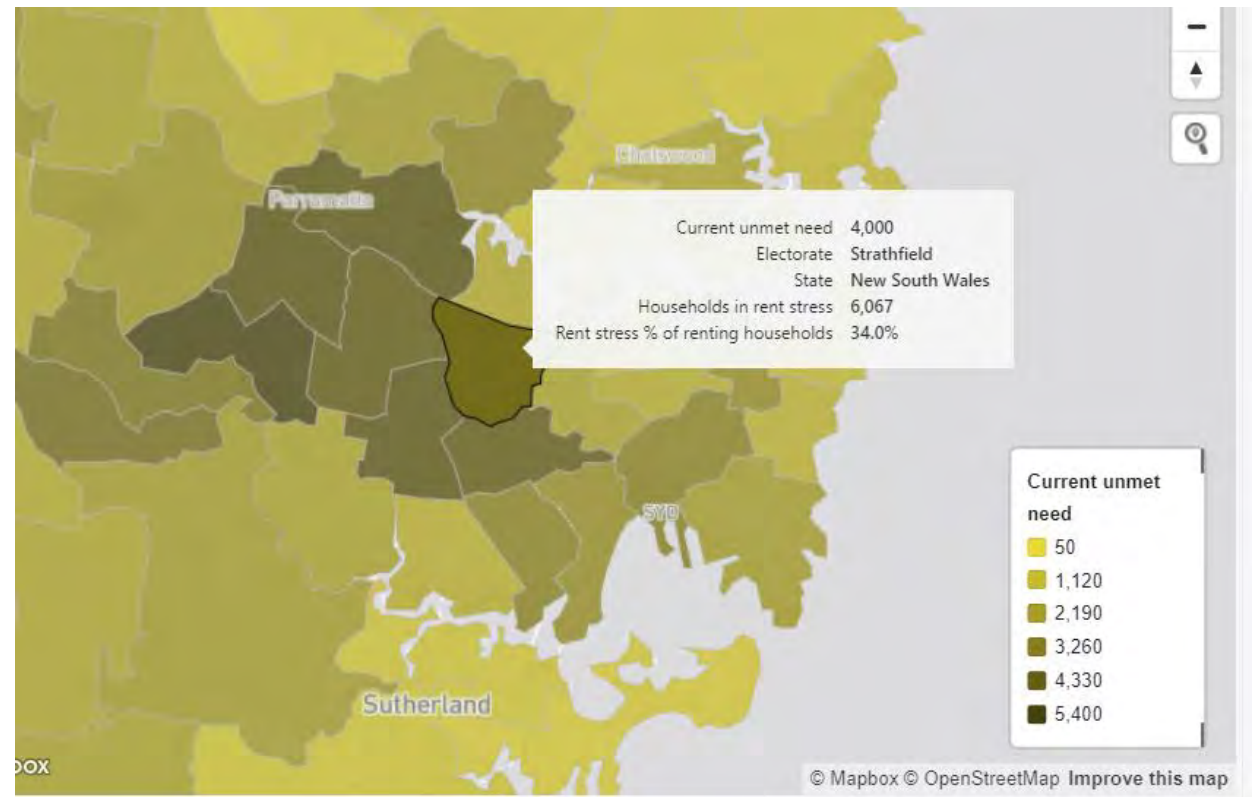 Chatswood
Parramatta
Current unmet need 4,000
Electorate Strathfield
State New South Wales
Households in rent stress 6,067
Rent stress % of renting households 34.0%
SYD
Sutherland
Current unmet
need
50
1,120
2,190
3,260
4,330
5,400
box
© Mapbox © OpenStreetMap Improve this map